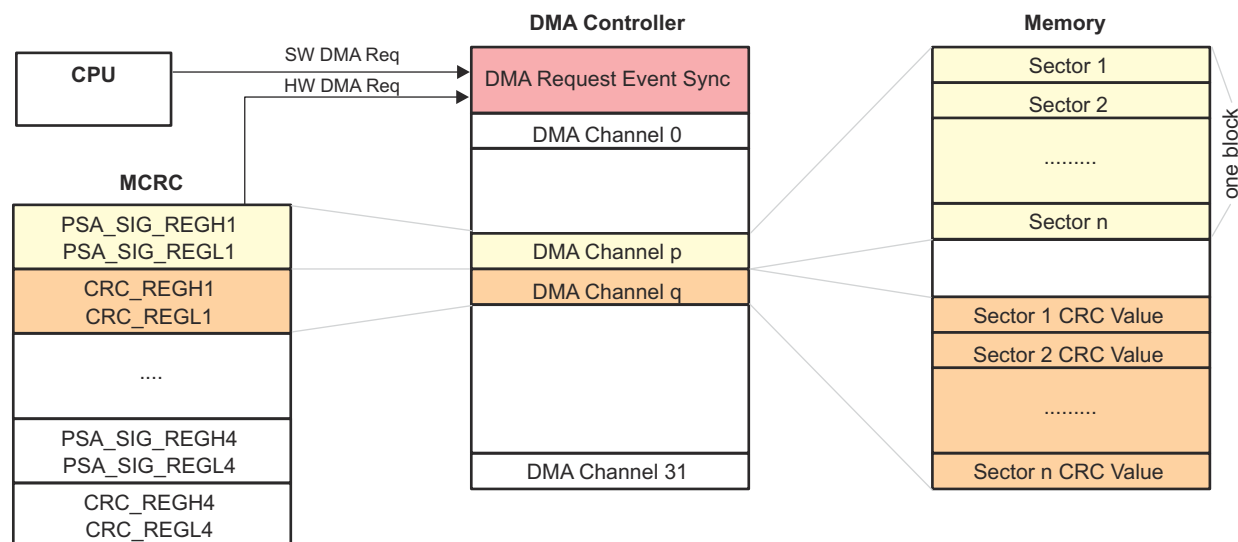 DMA Controller
Memory
CPU
SW DMA Req
HW DMA Req
DMA Request Event Sync
DMA Channel 0
DMA Channel p
DMA Channel q
DMA Channel 31
MCRC
PSA_SIG_REGH1
PSA_SIG_REGL1
CRC_REGH1
CRC_REGL1
....
PSA_SIG_REGH4
PSA_SIG_REGL4
CRC_REGH4
CRC_REGL4
Sector 1
Sector 2
.........
Sector n
one block
Sector 1 CRC Value
Sector 2 CRC Value
.........
Sector n CRC Value